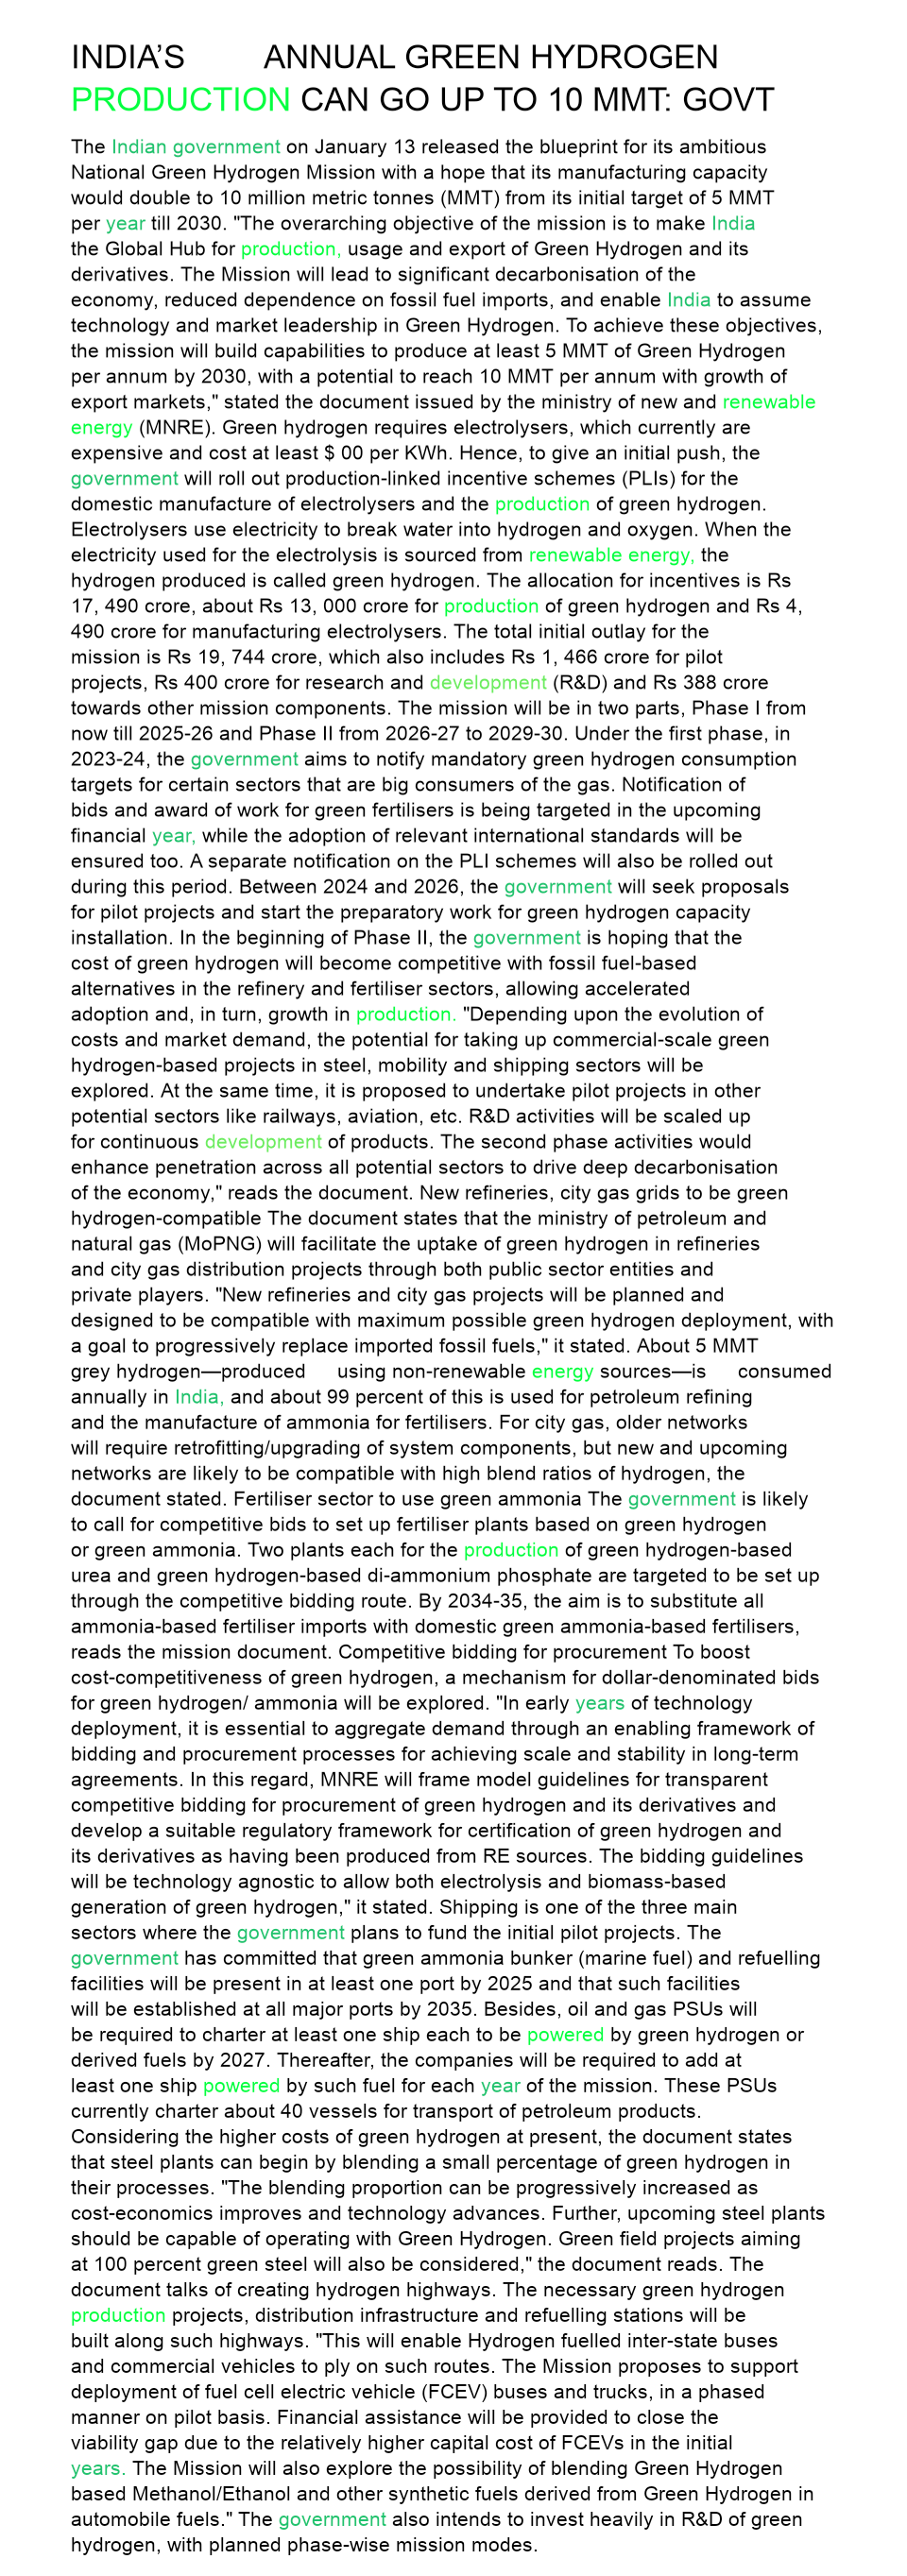 INDIA’S ANNUAL GREEN HYDROGEN
PRODUCTION CAN GO UP TO 10 MMT: GOVT
The Indian government on January 13 released the blueprint for its ambitious
National Green Hydrogen Mission with a hope that its manufacturing capacity
would double to 10 million metric tonnes (MMT) from its initial target of 5 MMT
per year till 2030. "The overarching objective of the mission is to make India
the Global Hub for production, usage and export of Green Hydrogen and its
derivatives. The Mission will lead to significant decarbonisation of the
economy, reduced dependence on fossil fuel imports, and enable India to assume
technology and market leadership in Green Hydrogen. To achieve these objectives,
the mission will build capabilities to produce at least 5 MMT of Green Hydrogen
per annum by 2030, with a potential to reach 10 MMT per annum with growth of
export markets," stated the document issued by the ministry of new and renewable
energy (MNRE). Green hydrogen requires electrolysers, which currently are
expensive and cost at least $ 00 per KWh. Hence, to give an initial push, the
government will roll out production-linked incentive schemes (PLIs) for the
domestic manufacture of electrolysers and the production of green hydrogen.
Electrolysers use electricity to break water into hydrogen and oxygen. When the
electricity used for the electrolysis is sourced from renewable energy, the
hydrogen produced is called green hydrogen. The allocation for incentives is Rs
17, 490 crore, about Rs 13, 000 crore for production of green hydrogen and Rs 4,
490 crore for manufacturing electrolysers. The total initial outlay for the
mission is Rs 19, 744 crore, which also includes Rs 1, 466 crore for pilot
projects, Rs 400 crore for research and development (R&D) and Rs 388 crore
towards other mission components. The mission will be in two parts, Phase I from
now till 2025-26 and Phase II from 2026-27 to 2029-30. Under the first phase, in
2023-24, the government aims to notify mandatory green hydrogen consumption
targets for certain sectors that are big consumers of the gas. Notification of
bids and award of work for green fertilisers is being targeted in the upcoming
financial year, while the adoption of relevant international standards will be
ensured too. A separate notification on the PLI schemes will also be rolled out
during this period. Between 2024 and 2026, the government will seek proposals
for pilot projects and start the preparatory work for green hydrogen capacity
installation. In the beginning of Phase II, the government is hoping that the
cost of green hydrogen will become competitive with fossil fuel-based
alternatives in the refinery and fertiliser sectors, allowing accelerated
adoption and, in turn, growth in production. "Depending upon the evolution of
costs and market demand, the potential for taking up commercial-scale green
hydrogen-based projects in steel, mobility and shipping sectors will be
explored. At the same time, it is proposed to undertake pilot projects in other
potential sectors like railways, aviation, etc. R&D activities will be scaled up
for continuous development of products. The second phase activities would
enhance penetration across all potential sectors to drive deep decarbonisation
of the economy," reads the document. New refineries, city gas grids to be green
hydrogen-compatible The document states that the ministry of petroleum and
natural gas (MoPNG) will facilitate the uptake of green hydrogen in refineries
and city gas distribution projects through both public sector entities and
private players. "New refineries and city gas projects will be planned and
designed to be compatible with maximum possible green hydrogen deployment, with
a goal to progressively replace imported fossil fuels," it stated. About 5 MMT
grey hydrogen—produced using non-renewable energy sources—is consumed
annually in India, and about 99 percent of this is used for petroleum refining
and the manufacture of ammonia for fertilisers. For city gas, older networks
will require retrofitting/upgrading of system components, but new and upcoming
networks are likely to be compatible with high blend ratios of hydrogen, the
document stated. Fertiliser sector to use green ammonia The government is likely
to call for competitive bids to set up fertiliser plants based on green hydrogen
or green ammonia. Two plants each for the production of green hydrogen-based
urea and green hydrogen-based di-ammonium phosphate are targeted to be set up
through the competitive bidding route. By 2034-35, the aim is to substitute all
ammonia-based fertiliser imports with domestic green ammonia-based fertilisers,
reads the mission document. Competitive bidding for procurement To boost
cost-competitiveness of green hydrogen, a mechanism for dollar-denominated bids
for green hydrogen/ ammonia will be explored. "In early years of technology
deployment, it is essential to aggregate demand through an enabling framework of
bidding and procurement processes for achieving scale and stability in long-term
agreements. In this regard, MNRE will frame model guidelines for transparent
competitive bidding for procurement of green hydrogen and its derivatives and
develop a suitable regulatory framework for certification of green hydrogen and
its derivatives as having been produced from RE sources. The bidding guidelines
will be technology agnostic to allow both electrolysis and biomass-based
generation of green hydrogen," it stated. Shipping is one of the three main
sectors where the government plans to fund the initial pilot projects. The
government has committed that green ammonia bunker (marine fuel) and refuelling
facilities will be present in at least one port by 2025 and that such facilities
will be established at all major ports by 2035. Besides, oil and gas PSUs will
be required to charter at least one ship each to be powered by green hydrogen or
derived fuels by 2027. Thereafter, the companies will be required to add at
least one ship powered by such fuel for each year of the mission. These PSUs
currently charter about 40 vessels for transport of petroleum products.
Considering the higher costs of green hydrogen at present, the document states
that steel plants can begin by blending a small percentage of green hydrogen in
their processes. "The blending proportion can be progressively increased as
cost-economics improves and technology advances. Further, upcoming steel plants
should be capable of operating with Green Hydrogen. Green field projects aiming
at 100 percent green steel will also be considered," the document reads. The
document talks of creating hydrogen highways. The necessary green hydrogen
production projects, distribution infrastructure and refuelling stations will be
built along such highways. "This will enable Hydrogen fuelled inter-state buses
and commercial vehicles to ply on such routes. The Mission proposes to support
deployment of fuel cell electric vehicle (FCEV) buses and trucks, in a phased
manner on pilot basis. Financial assistance will be provided to close the
viability gap due to the relatively higher capital cost of FCEVs in the initial
years. The Mission will also explore the possibility of blending Green Hydrogen
based Methanol/Ethanol and other synthetic fuels derived from Green Hydrogen in
automobile fuels." The government also intends to invest heavily in R&D of green
hydrogen, with planned phase-wise mission modes.